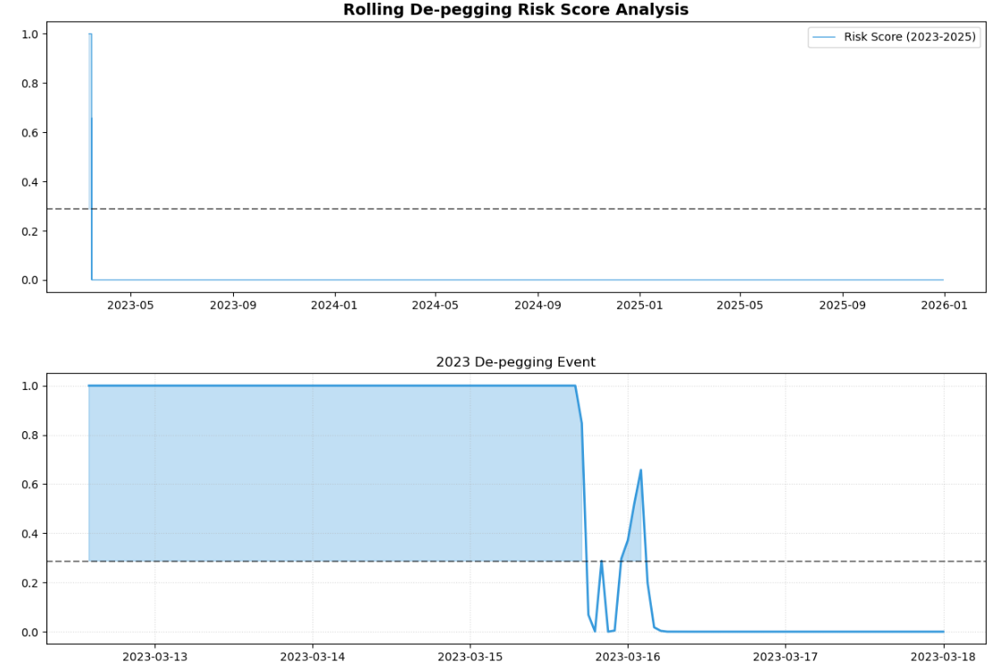 Rolling De-pegging Risk Score Analysis
1.0
0.8
0.6
0.4
0.2
0.0
Risk Score (2023-2025)
2023-05 2023-09 2024-01 2024-05 2024-09 2025-01 2025-05 2025-09 2026-01
2023 De-pegging Event
1.0
0.8
0.6
0.4
0.2
0.0
2023-03-13 2023-03-14 2023-03-15 2023-03-16 2023-03-17 2023-03-18